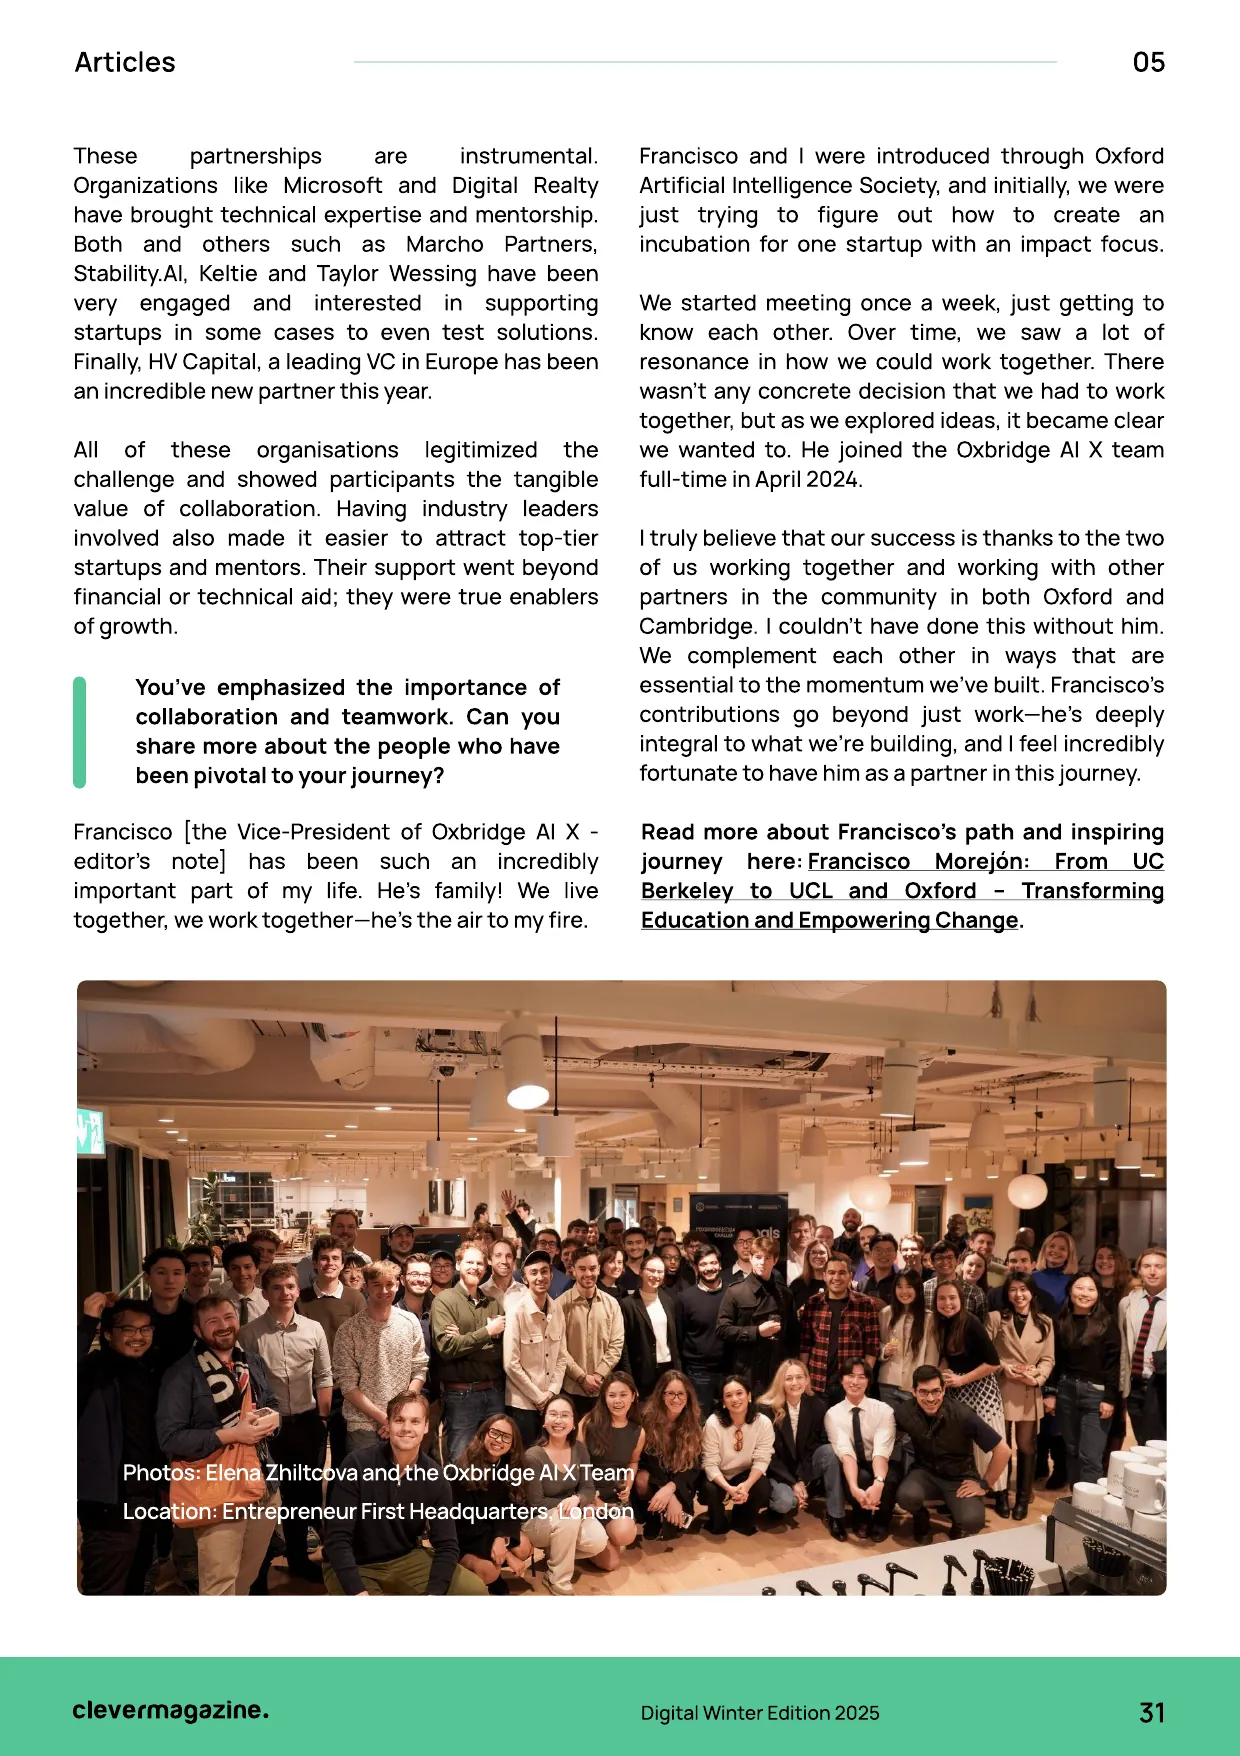 Articles
05
These partnerships are instrumental.
Organizations like Microsoft and Digital Realty
have brought technical expertise and mentorship.
Both and others such as Marcho Partners,
Stability.AI, Keltie and Taylor Wessing have been
very engaged and interested in supporting
startups in some cases to even test solutions.
Finally, HV Capital, a leading VC in Europe has been
an incredible new partner this year.
All of these organisations legitimized the
challenge and showed participants the tangible
value of collaboration. Having industry leaders
involved also made it easier to attract top-tier
startups and mentors. Their support went beyond
financial or technical aid; they were true enablers
of growth.
You've emphasized the importance of
collaboration and teamwork. Can you
share more about the people who have
been pivotal to your journey?
Francisco [the Vice-President of Oxbridge AI X -
editor's note] has been such an incredibly
important part of my life. He's family! We live
together, we work together—he's the air to my fire.
Francisco and I were introduced through Oxford
Artificial Intelligence Society, and initially, we were
just trying to figure out how to create an
incubation for one startup with an impact focus.
We started meeting once a week, just getting to
know each other. Over time, we saw a lot of
resonance in how we could work together. There
wasn't any concrete decision that we had to work
together, but as we explored ideas, it became clear
we wanted to. He joined the Oxbridge AI X team
full-time in April 2024.
I truly believe that our success is thanks to the two
of us working together and working with other
partners in the community in both Oxford and
Cambridge. I couldn't have done this without him.
We complement each other in ways that are
essential to the momentum we've built. Francisco's
contributions go beyond just work—he's deeply
integral to what we're building, and I feel incredibly
fortunate to have him as a partner in this journey.
Read more about Francisco's path and inspiring
journey here: Francisco Morejón: From UC
Berkeley to UCL and Oxford – Transforming
Education and Empowering Change.
Photos: Elena Zhiltcova and the Oxbridge AI X Team
Location: Entrepreneur First Headquarters, London
clevermagazine.
Digital Winter Edition 2025
31